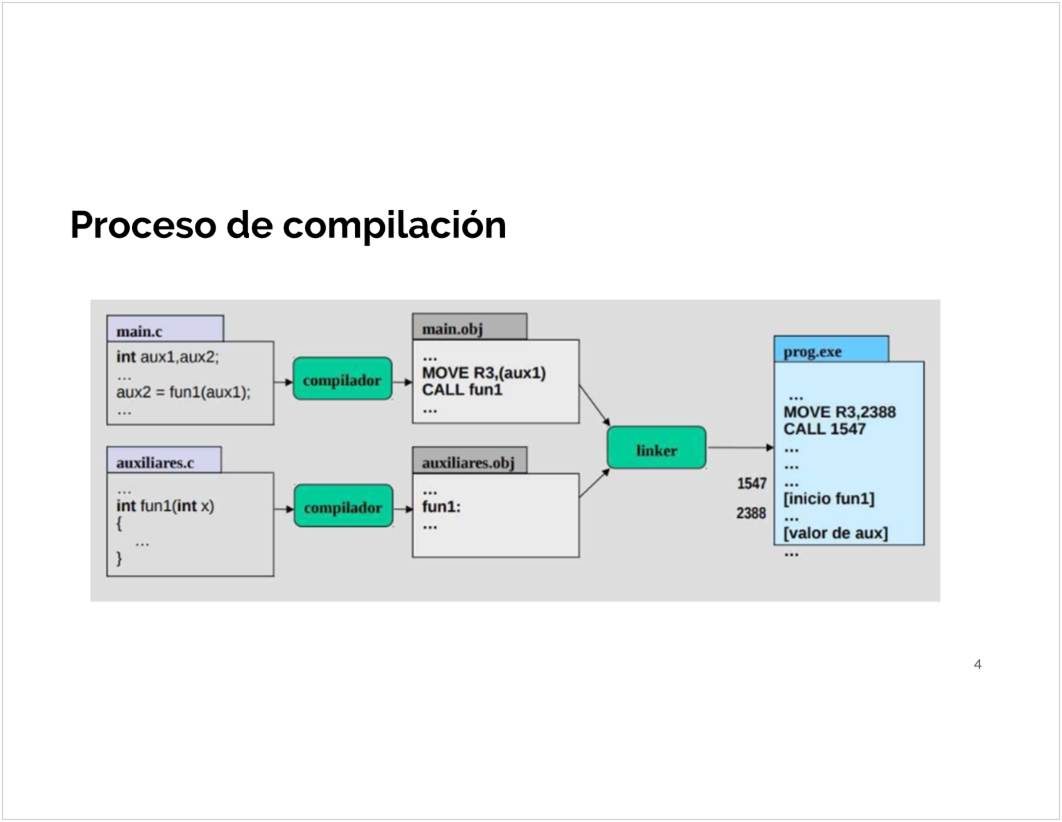 Proceso de compilación
main.c
int aux1,aux2;
...
aux2 = fun1(aux1);
...
compilador
main.obj
...
MOVE R3,(aux1)
CALL fun1
...
auxiliares.c
...
int fun1(int x)
{
...
}
compilador
auxiliares.obj
...
fun1:
...
linker
prog.exe
...
MOVE R3,2388
CALL 1547
...
...
1547 ...
[inicio fun1]
2388 ...
[valor de aux]
...
4